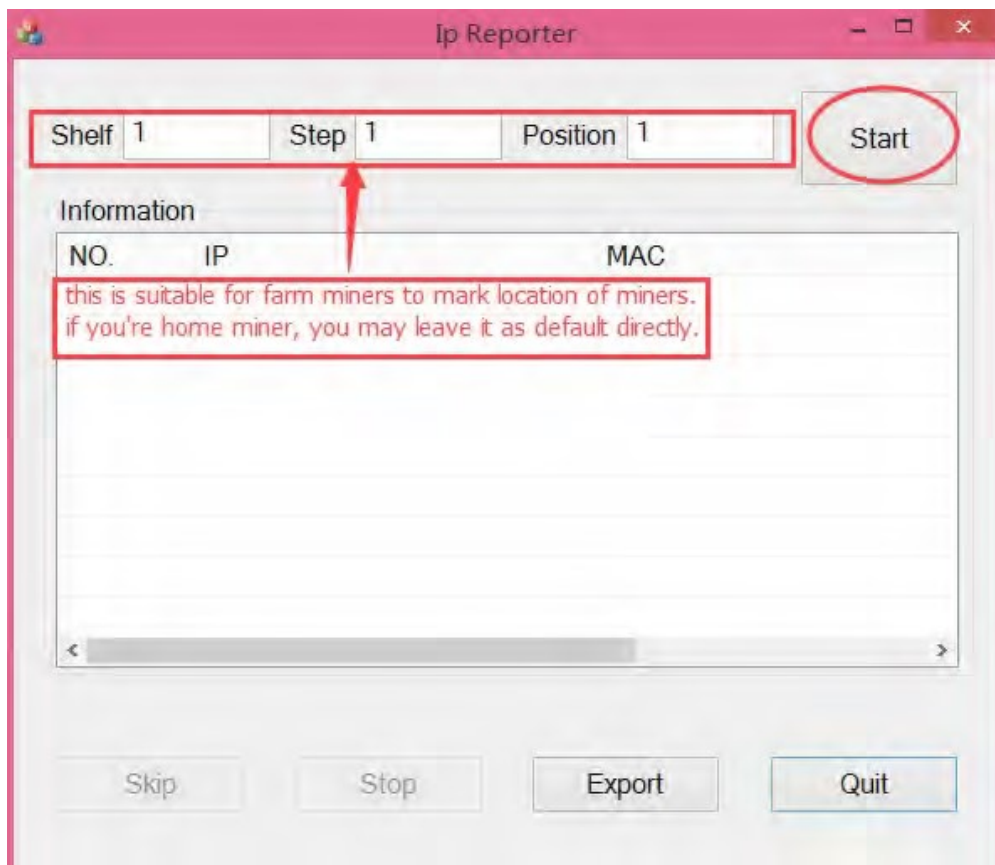 Ip Reporter
Shelf 1 Step 1 Position 1 Start
Information
NO. IP MAC
this is suitable for farm miners to mark location of miners.
if you're home miner, you may leave it as default directly.
Skip Stop Export Quit